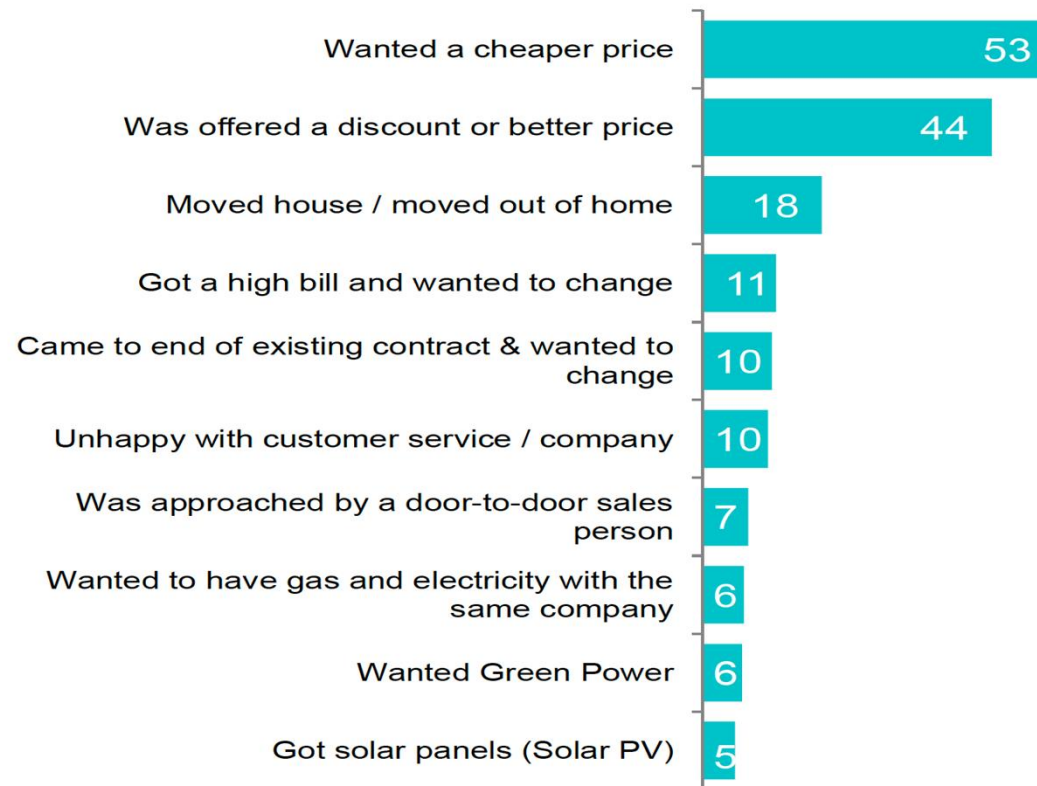 Wanted a cheaper price 53
Was offered a discount or better price 44
Moved house / moved out of home 18
Got a high bill and wanted to change 11
Came to end of existing contract & wanted to
change 10
Unhappy with customer service / company 10
Was approached by a door-to-door sales
person 7
Wanted to have gas and electricity with the
same company 6
Wanted Green Power 6
Got solar panels (Solar PV) 5